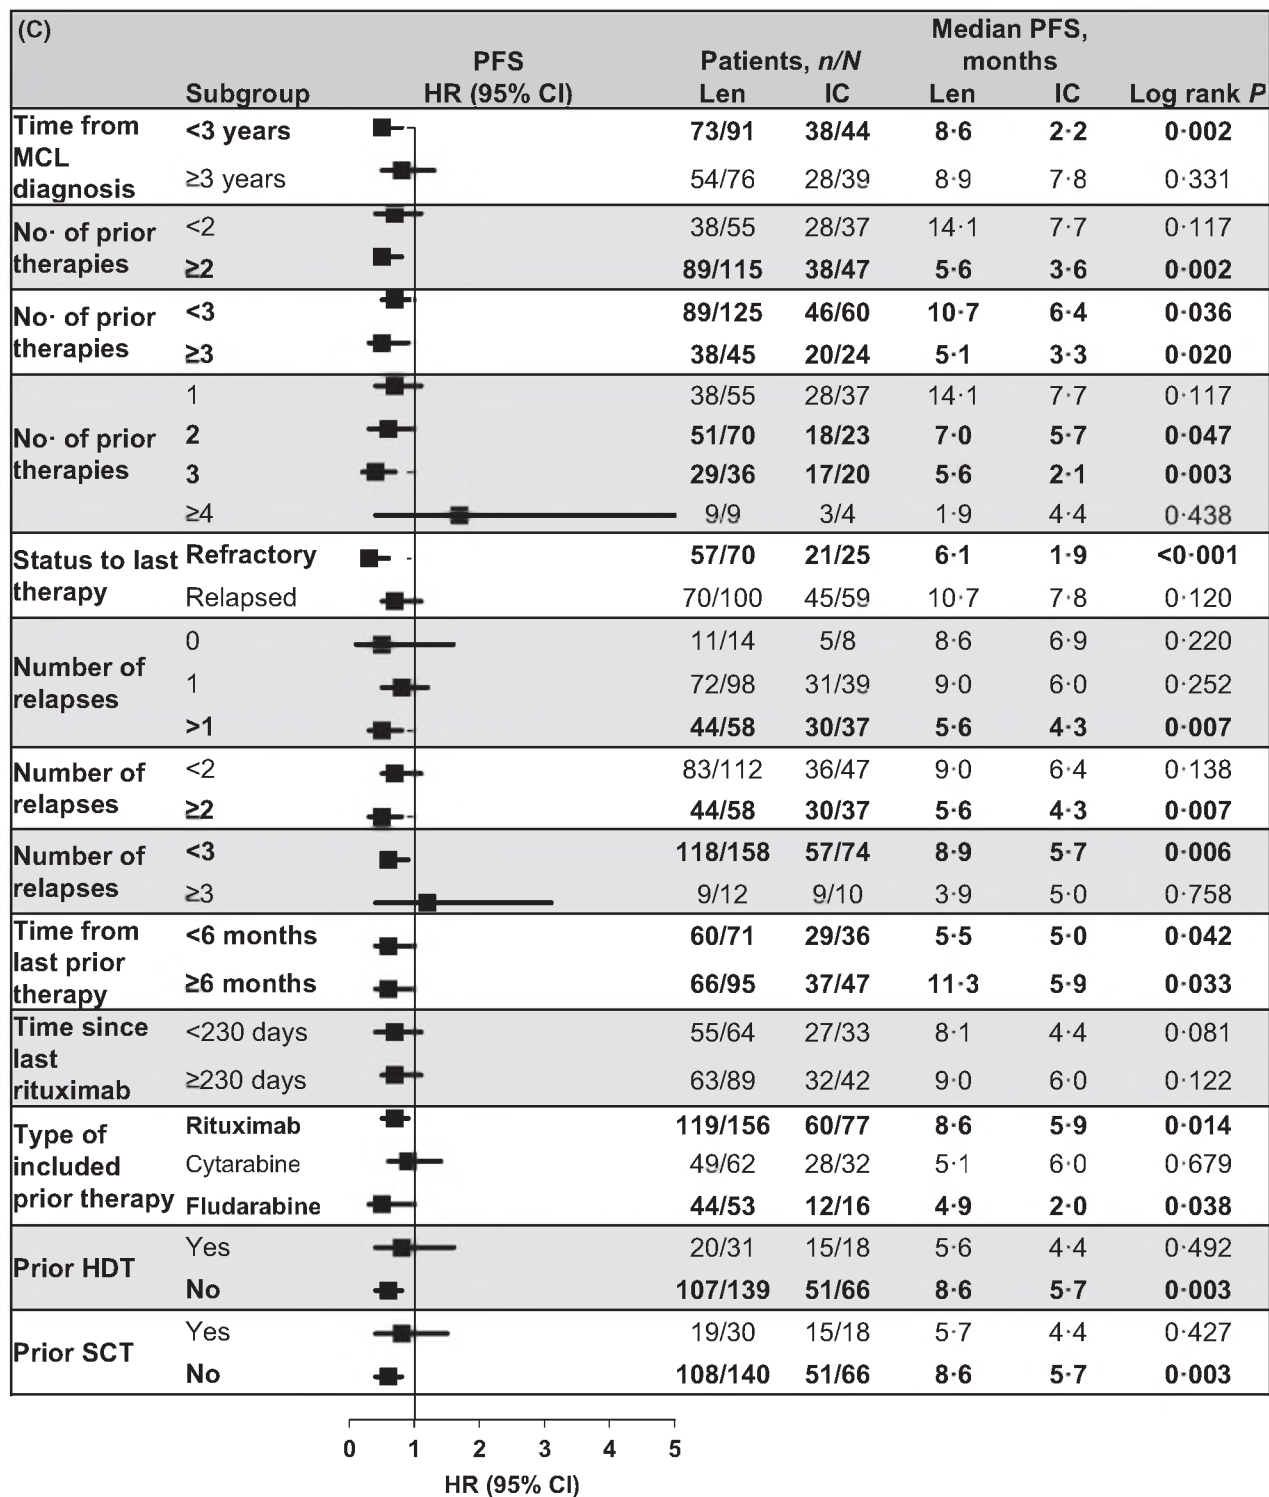 (C)
Median PFS,
PFS Patients, n/N months
Subgroup HR (95% CI) Len IC Len IC Log rank P
Time from MCL diagnosis
<3 years 73/91 38/44 8·6 2·2 0·002
≥3 years 54/76 28/39 8·9 7·8 0·331
No· of prior therapies
<2 38/55 28/37 14·1 7·7 0·117
≥2 89/115 38/47 5·6 3·6 0·002
No· of prior therapies
<3 89/125 46/60 10·7 6·4 0·036
≥3 38/45 20/24 5·1 3·3 0·020
No· of prior therapies
1 38/55 28/37 14·1 7·7 0·117
2 51/70 18/23 7·0 5·7 0·047
3 29/36 17/20 5·6 2·1 0·003
≥4 9/9 3/4 1·9 4·4 0·438
Status to last therapy
Refractory 57/70 21/25 6·1 1·9 <0·001
Relapsed 70/100 45/59 10·7 7·8 0·120
Number of relapses
0 11/14 5/8 8·6 6·9 0·220
1 72/98 31/39 9·0 6·0 0·252
>1 44/58 30/37 5·6 4·3 0·007
Number of relapses
<2 83/112 36/47 9·0 6·4 0·138
≥2 44/58 30/37 5·6 4·3 0·007
Number of relapses
<3 118/158 57/74 8·9 5·7 0·006
≥3 9/12 9/10 3·9 5·0 0·758
Time from last prior therapy
<6 months 60/71 29/36 5·5 5·0 0·042
≥6 months 66/95 37/47 11·3 5·9 0·033
Time since last rituximab
<230 days 55/64 27/33 8·1 4·4 0·081
≥230 days 63/89 32/42 9·0 6·0 0·122
Type of included prior therapy
Rituximab 119/156 60/77 8·6 5·9 0·014
Cytarabine 49/62 28/32 5·1 6·0 0·679
Fludarabine 44/53 12/16 4·9 2·0 0·038
Prior HDT
Yes 20/31 15/18 5·6 4·4 0·492
No 107/139 51/66 8·6 5·7 0·003
Prior SCT
Yes 19/30 15/18 5·7 4·4 0·427
No 108/140 51/66 8·6 5·7 0·003
0 1 2 3 4 5
HR (95% CI)